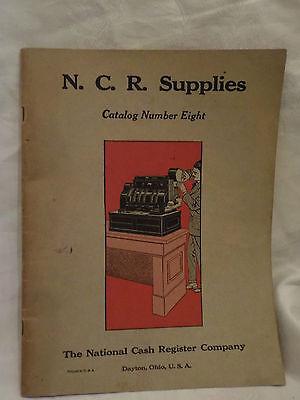 N. C. R. Supplies
Catalog Number Eight
The National Cash Register Company
Dayton, Ohio, U. S. A.